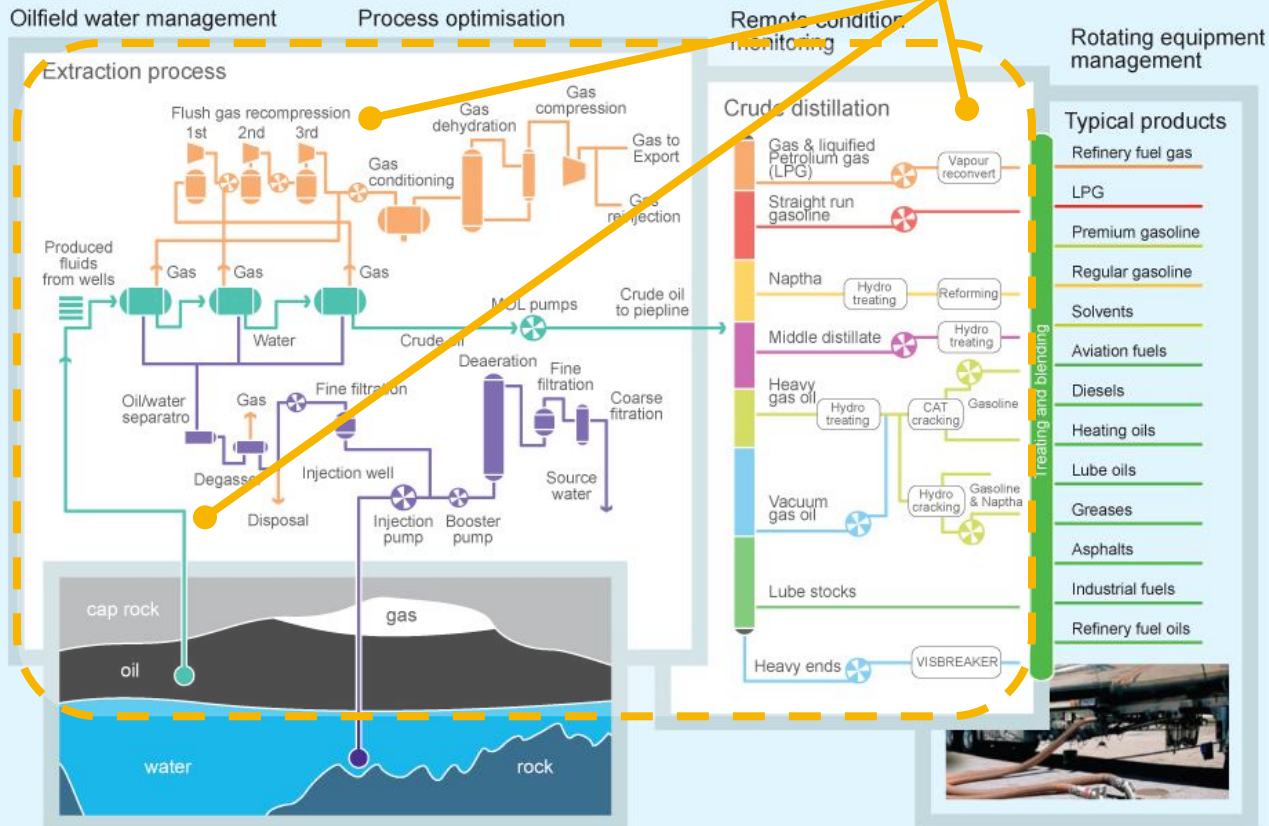 Oilfield water management
Process optimisation
Remote condition
monitoring
Rotating equipment
management
Extraction process
Flush gas recompression
1st
2nd
3rd
Gas
conditioning
Gas
dehydration
Gas
compression
Gas to
Export
Gas
reinjection
Produced
fluids
from wells
Gas
Gas
Gas
Water
Crude oil
MOL pumps
Crude oil
to piepline
Oil/water
separatro
Gas
Degasser
Disposal
Fine filtration
Injection well
Injection
pump
Booster
pump
Deaeration
Fine
filtration
Coarse
fitration
Source
water
cap rock
gas
oil
water
rock
Crude distillation
Gas & liquified
Petrolium gas
(LPG)
Vapour
reconvert
Straight run
gasoline
Naptha
Hydro
treating
Reforming
Middle distillate
Hydro
treating
Heavy
gas oil
Hydro
treating
CAT
cracking
Gasoline
Hydro
cracking
Gasoline
& Naptha
Vacuum
gas oil
Lube stocks
Heavy ends
VISBREAKER
Treating and blending
Typical products
Refinery fuel gas
LPG
Premium gasoline
Regular gasoline
Solvents
Aviation fuels
Diesels
Heating oils
Lube oils
Greases
Asphalts
Industrial fuels
Refinery fuel oils